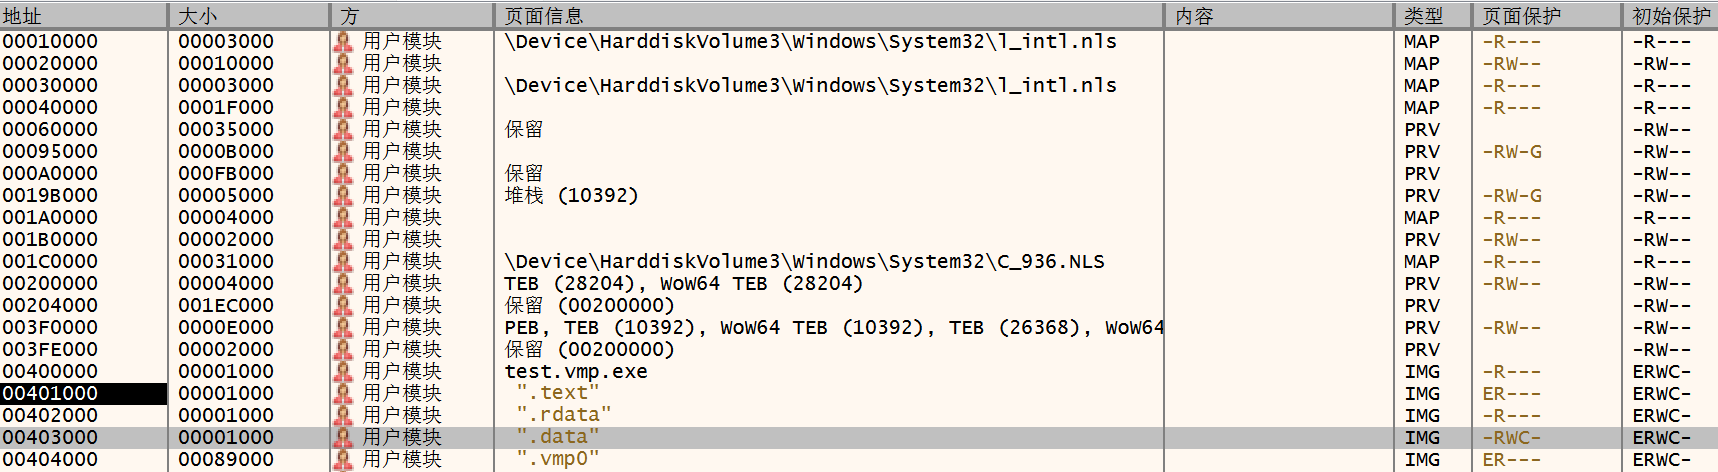 地址 大小 方 页面信息 内容 类型 页面保护 初始保护
00010000 00003000 用户模块 \Device\HarddiskVolume3\Windows\System32\l_intl.nls MAP -R--- -R---
00020000 00010000 用户模块 MAP -RW-- -RW--
00030000 00003000 用户模块 \Device\HarddiskVolume3\Windows\System32\l_intl.nls MAP -R--- -R---
00040000 0001F000 用户模块 MAP -R--- -R---
00060000 00035000 用户模块 保留 PRV -RW--
00095000 0000B000 用户模块 PRV -RW-G -RW--
000A0000 000FB000 用户模块 保留 PRV -RW--
0019B000 00005000 用户模块 堆栈 (10392) PRV -RW-G -RW--
001A0000 00004000 用户模块 MAP -R--- -R---
001B0000 00002000 用户模块 PRV -RW-- -RW--
001C0000 00031000 用户模块 \Device\HarddiskVolume3\Windows\System32\C_936.NLS MAP -R--- -R---
00200000 00004000 用户模块 TEB (28204), WoW64 TEB (28204) PRV -RW-- -RW--
00204000 001EC000 用户模块 保留 (00200000) PRV -RW--
003F0000 0000E000 用户模块 PEB, TEB (10392), WoW64 TEB (10392), TEB (26368), WoW64 PRV -RW-- -RW--
003FE000 00002000 用户模块 保留 (00200000) PRV -RW--
00400000 00001000 用户模块 test.vmp.exe IMG -R--- ERWC-
00401000 00001000 用户模块 ".text" IMG ER--- ERWC-
00402000 00001000 用户模块 ".rdata" IMG -R--- ERWC-
00403000 00001000 用户模块 ".data" IMG -RWC- ERWC-
00404000 00089000 用户模块 ".vmp0" IMG ER--- ERWC-